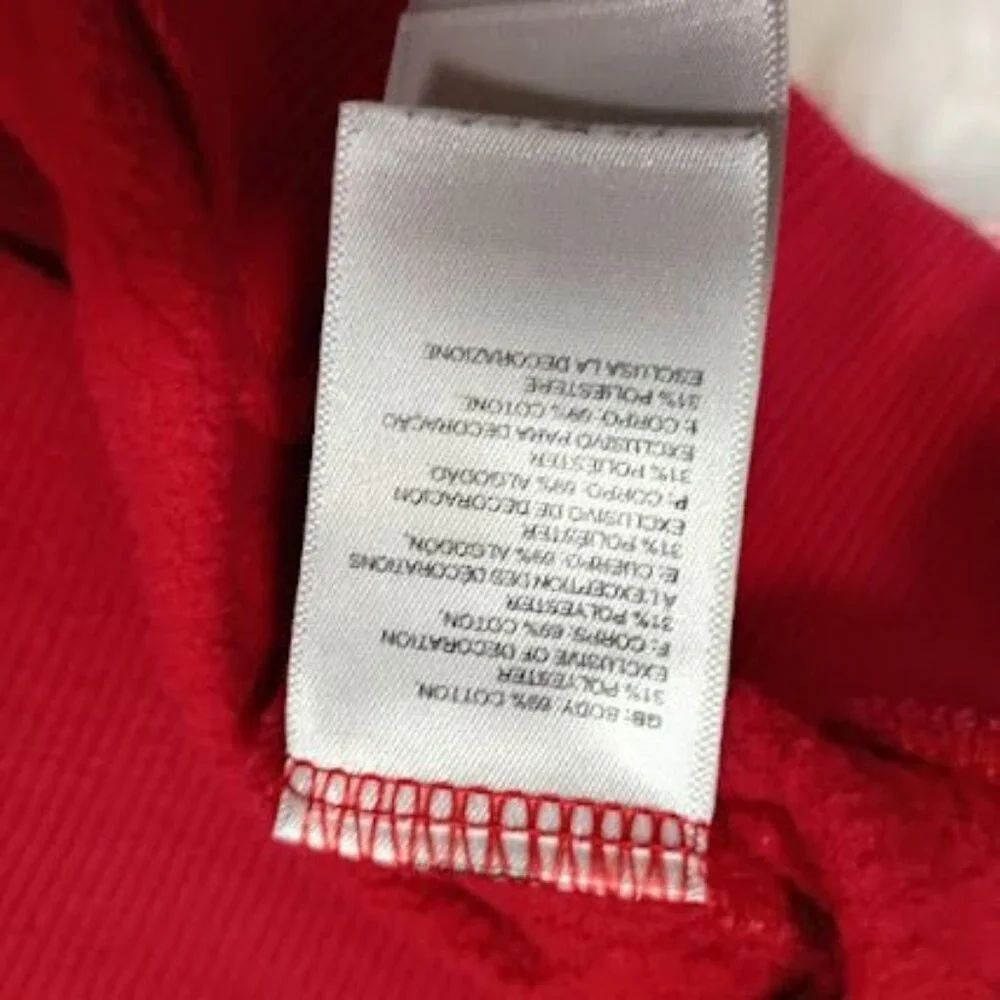 GB: BODY: 69% COTTON,
31% POLYESTER
EXCLUSIVE OF DECORATION
F: CORPS: 69% COTON,
31% POLYESTER
À L'EXCEPTION DES DÉCORATIONS
E: CUERPO: 69% ALGODÓN,
31% POLIÉSTER
EXCLUSIVO DE DECORACIÓN
P: CORPO: 69% ALGODÃO
31% POLIÉSTER
EXCLUSIVO PARA DECORAÇÃO
I: CORPO: 69% COTONE,
31% POLIESTERE
ESCLUSA LA DECORAZIONE